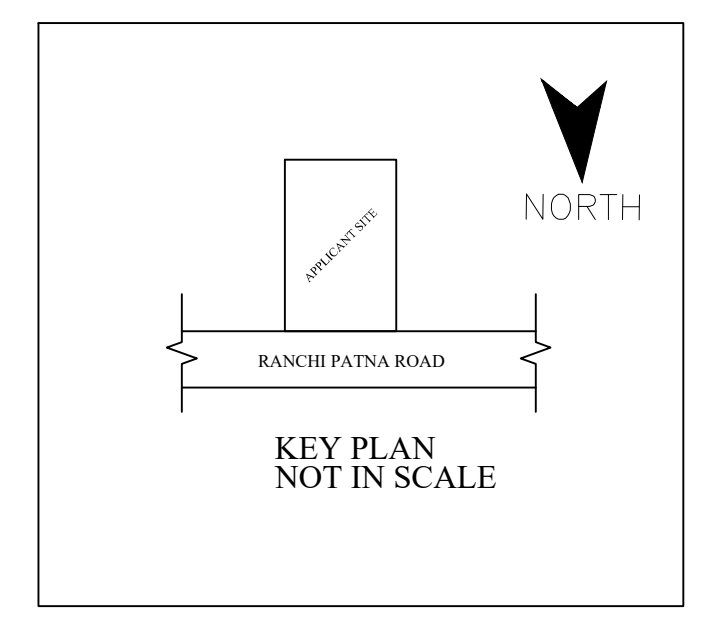 NORTH
APPLICANT SITE
RANCHI PATNA ROAD
KEY PLAN
NOT IN SCALE